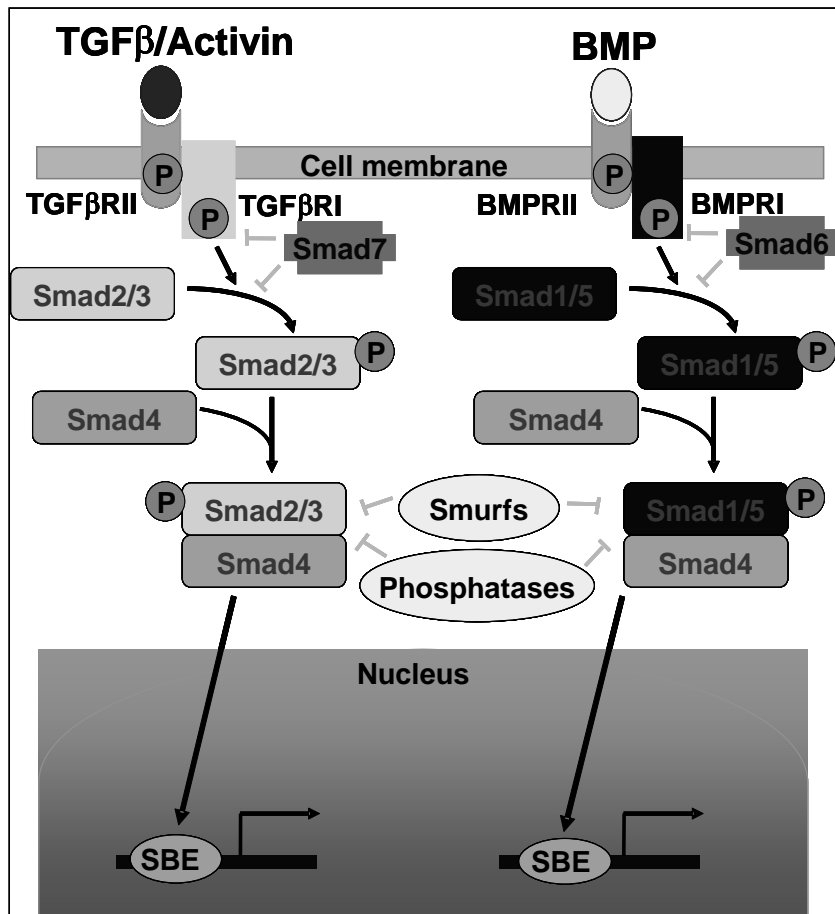 TGFβ/Activin
BMP
Cell membrane
P
P
P
P
TGFβRII
TGFβRI
BMPRII
BMPRI
Smad7
Smad6
Smad2/3
Smad1/5
Smad2/3
P
Smad1/5
P
Smad4
Smad4
P
Smad2/3
Smurfs
Smad1/5
P
Smad4
Phosphatases
Smad4
Nucleus
SBE
SBE